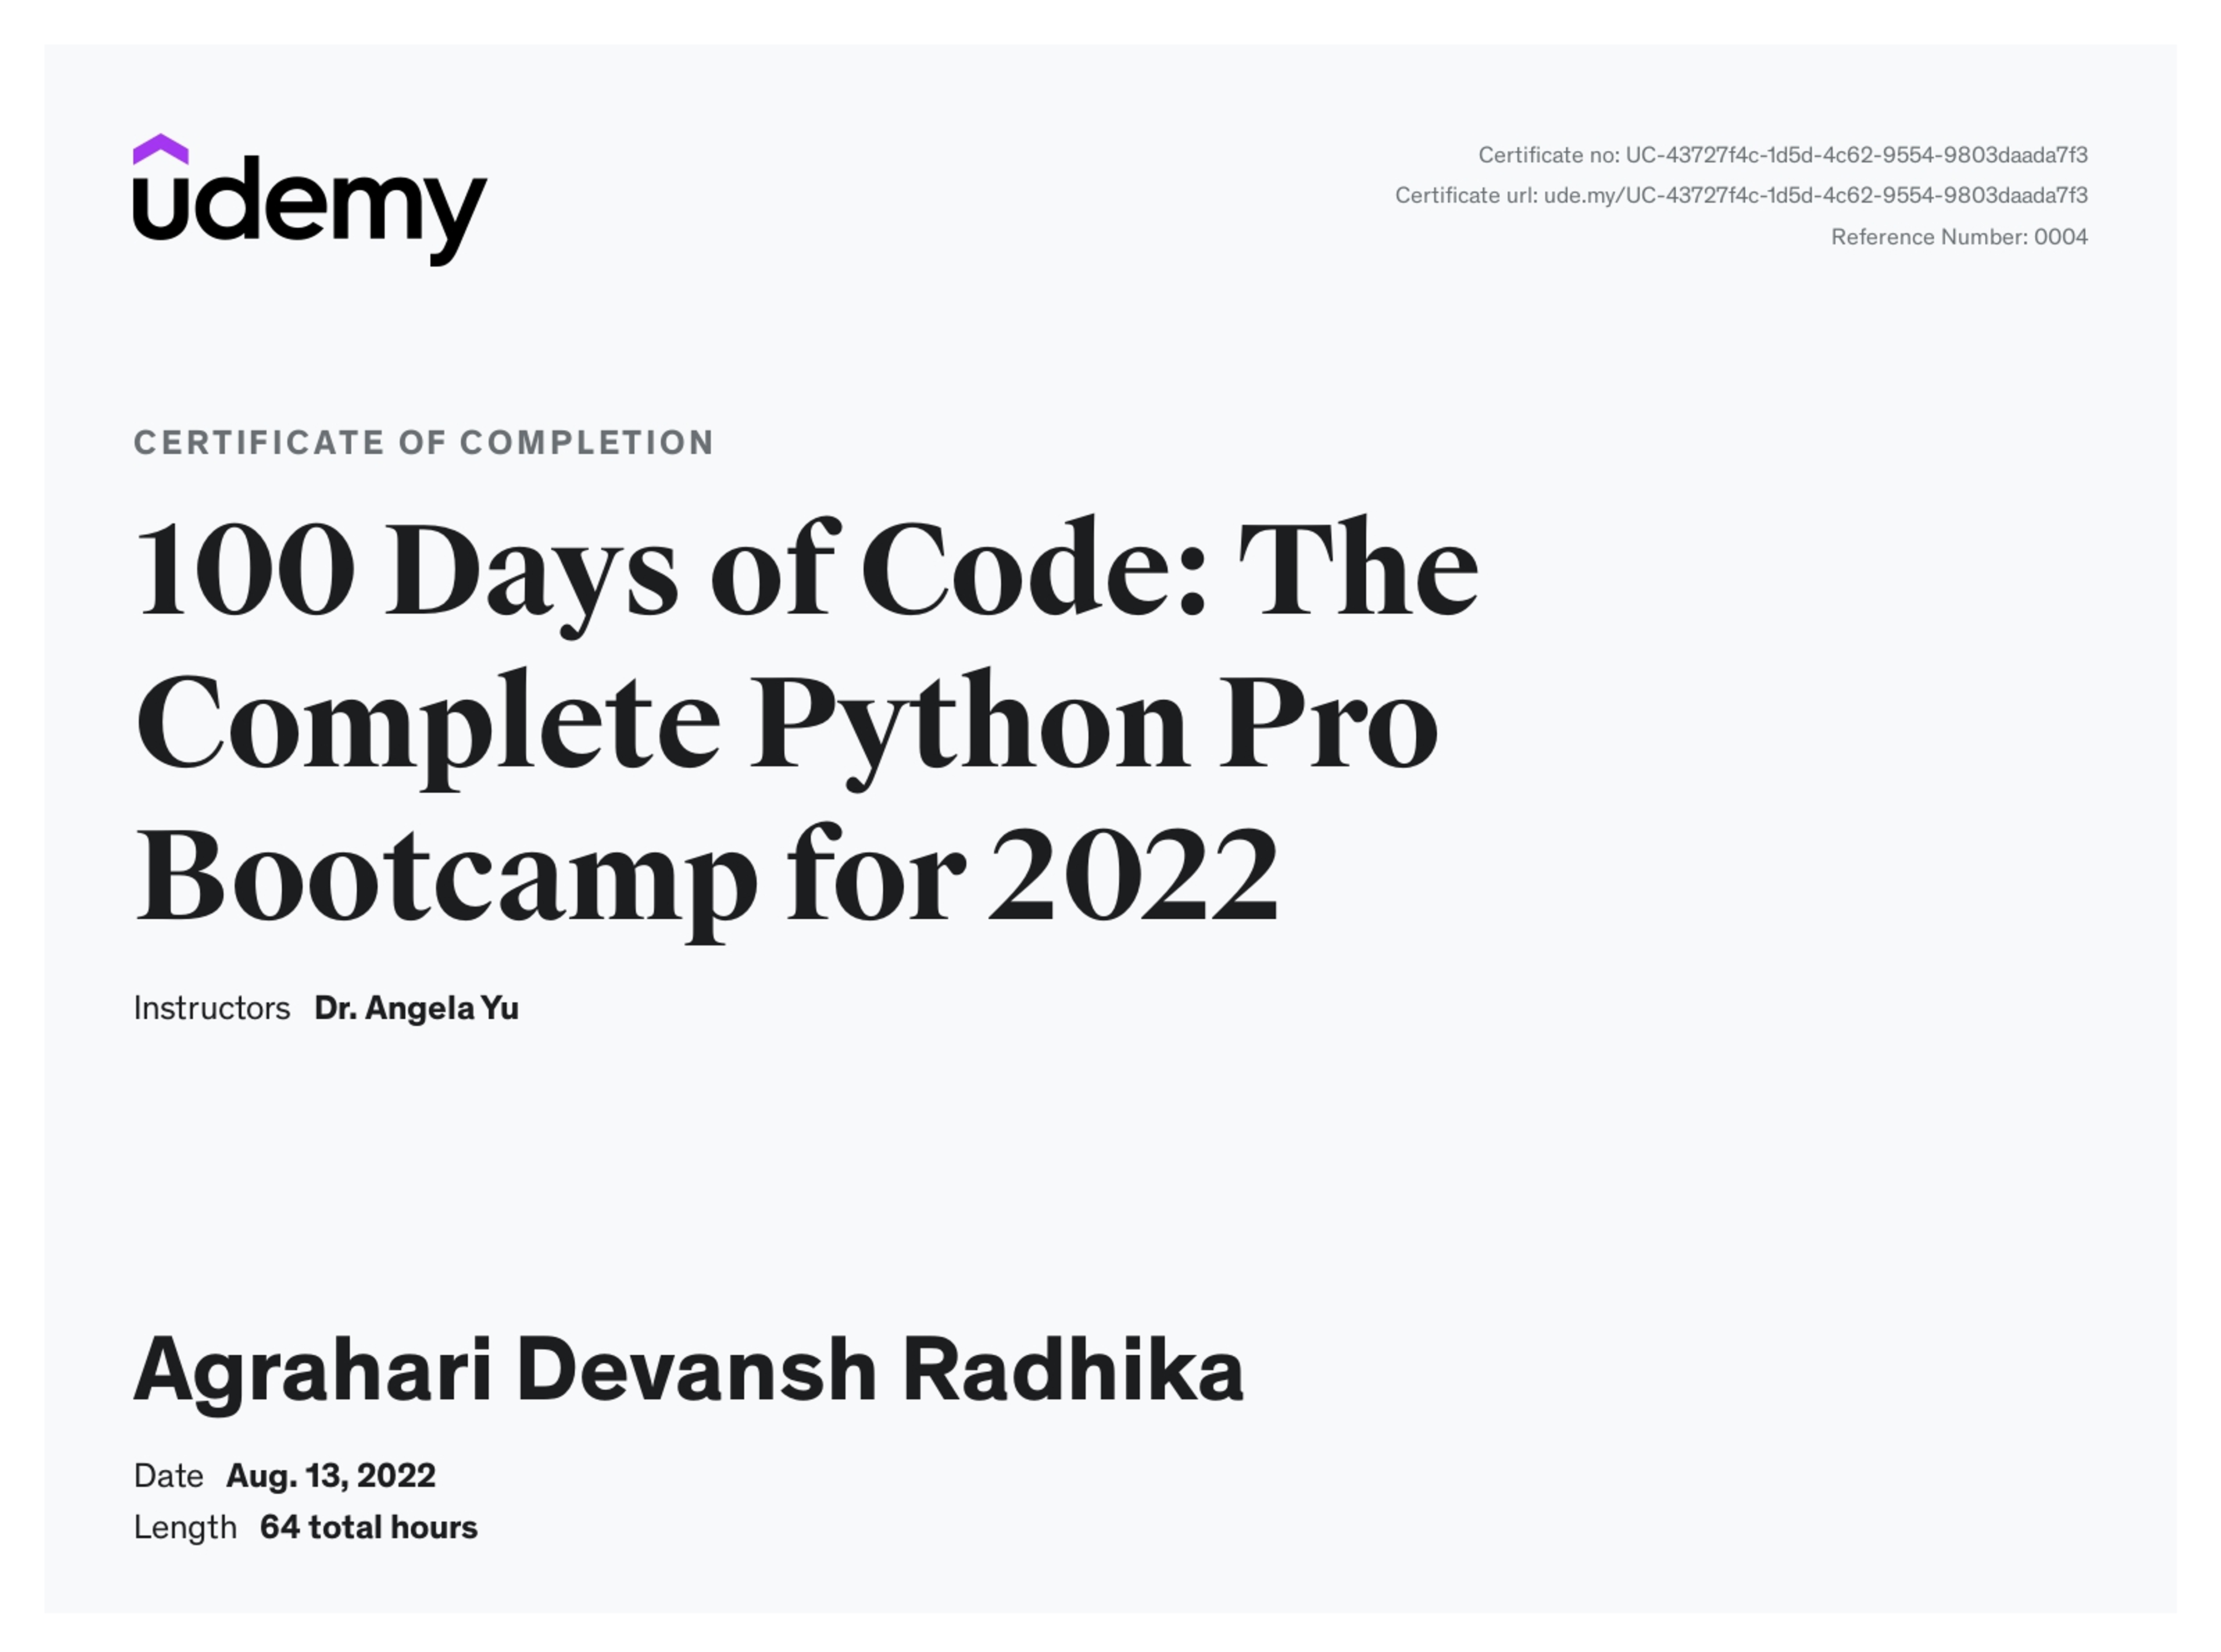 udemy
Certificate no: UC-43727f4c-1d5d-4c62-9554-9803daada7f3
Certificate url: ude.my/UC-43727f4c-1d5d-4c62-9554-9803daada7f3
Reference Number: 0004
CERTIFICATE OF COMPLETION
100 Days of Code: The
Complete Python Pro
Bootcamp for 2022
Instructors Dr. Angela Yu
Agrahari Devansh Radhika
Date Aug. 13, 2022
Length 64 total hours